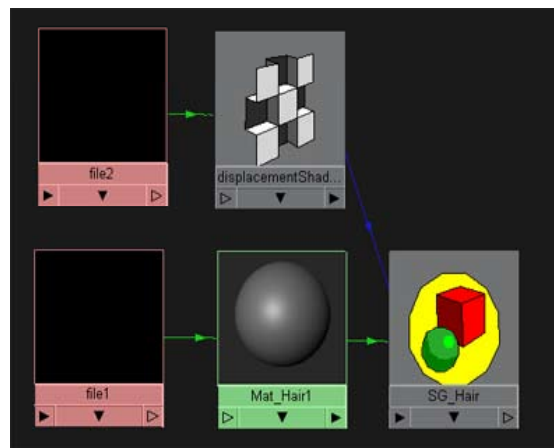 file2
displacementShad...
file1
Mat_Hair1
SG_Hair